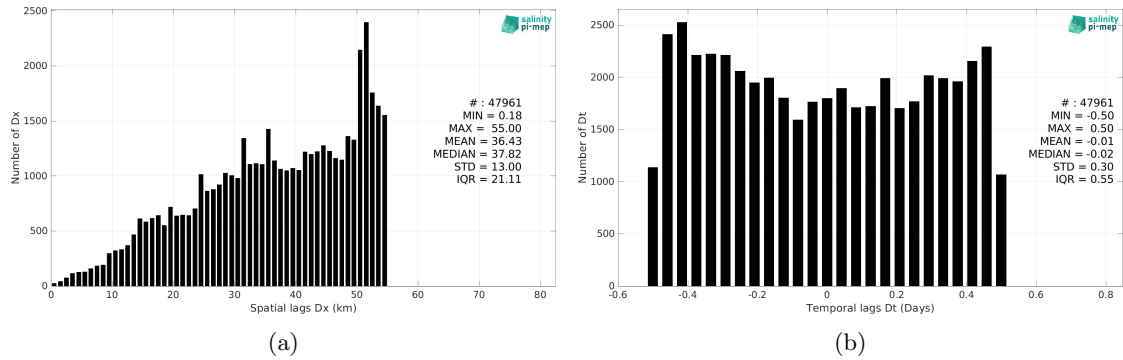 2500
2000
1500
1000
500
0
Number of Dx
0
10
20
30
40
50
60
70
80
Spatial lags Dx (km)
salinity
pi-mep
# : 47961
MIN = 0.18
MAX = 55.00
MEAN = 36.43
MEDIAN = 37.82
STD = 13.00
IQR = 21.11
(a)
2500
2000
1500
1000
500
0
Number of Dt
-0.6
-0.4
-0.2
0
0.2
0.4
0.6
0.8
Temporal lags Dt (Days)
salinity
pi-mep
# : 47961
MIN = -0.50
MAX = 0.50
MEAN = -0.01
MEDIAN = -0.02
STD = 0.30
IQR = 0.55
(b)